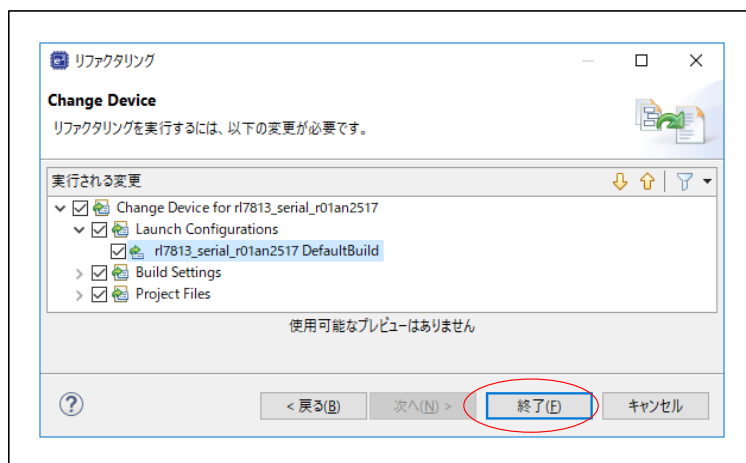 リファクタリング
Change Device
リファクタリングを実行するには、以下の変更が必要です。
実行される変更
Change Device for rl7813_serial_r01an2517
Launch Configurations
rl7813_serial_r01an2517 DefaultBuild
Build Settings
Project Files
使用可能なプレビューはありません
< 戻る(B) 次へ(N) > 終了(F) キャンセル